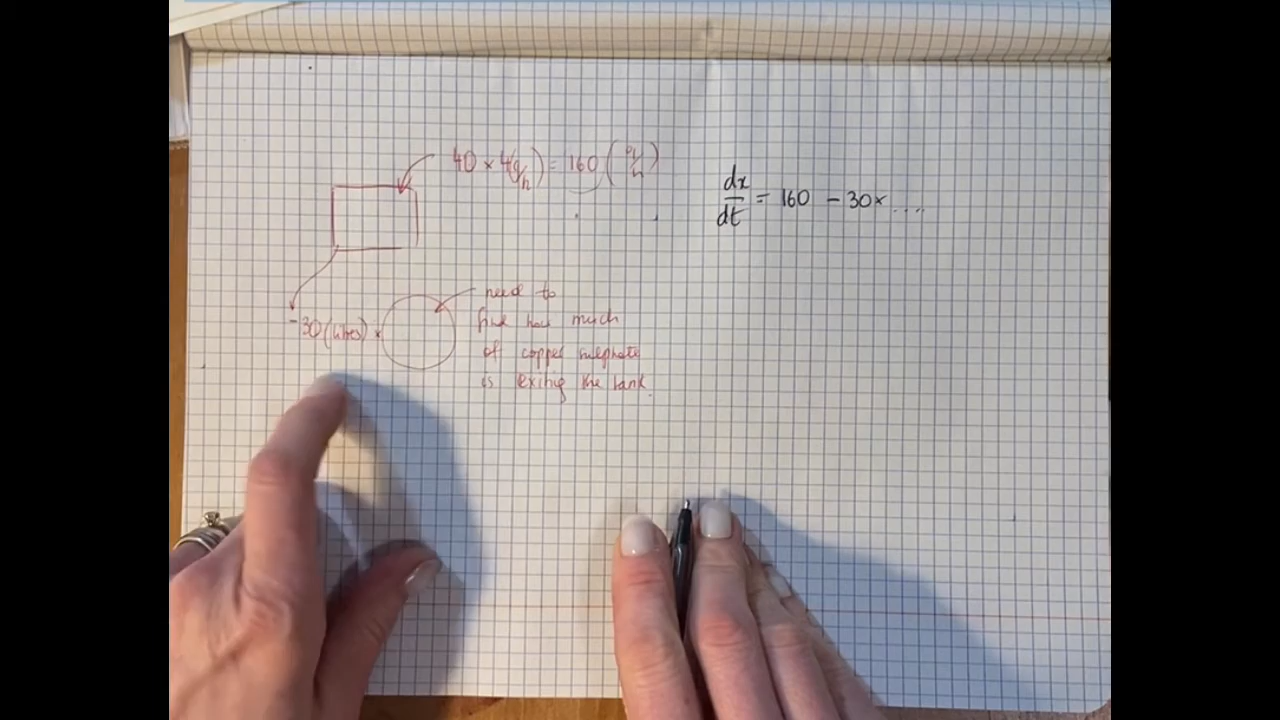 40 × 4(g/h) = 160 (g/h)
dx/dt = 160 - 30× ....
-30(litres) ×
need to
find how much
of copper sulphate
is exiting the tank.